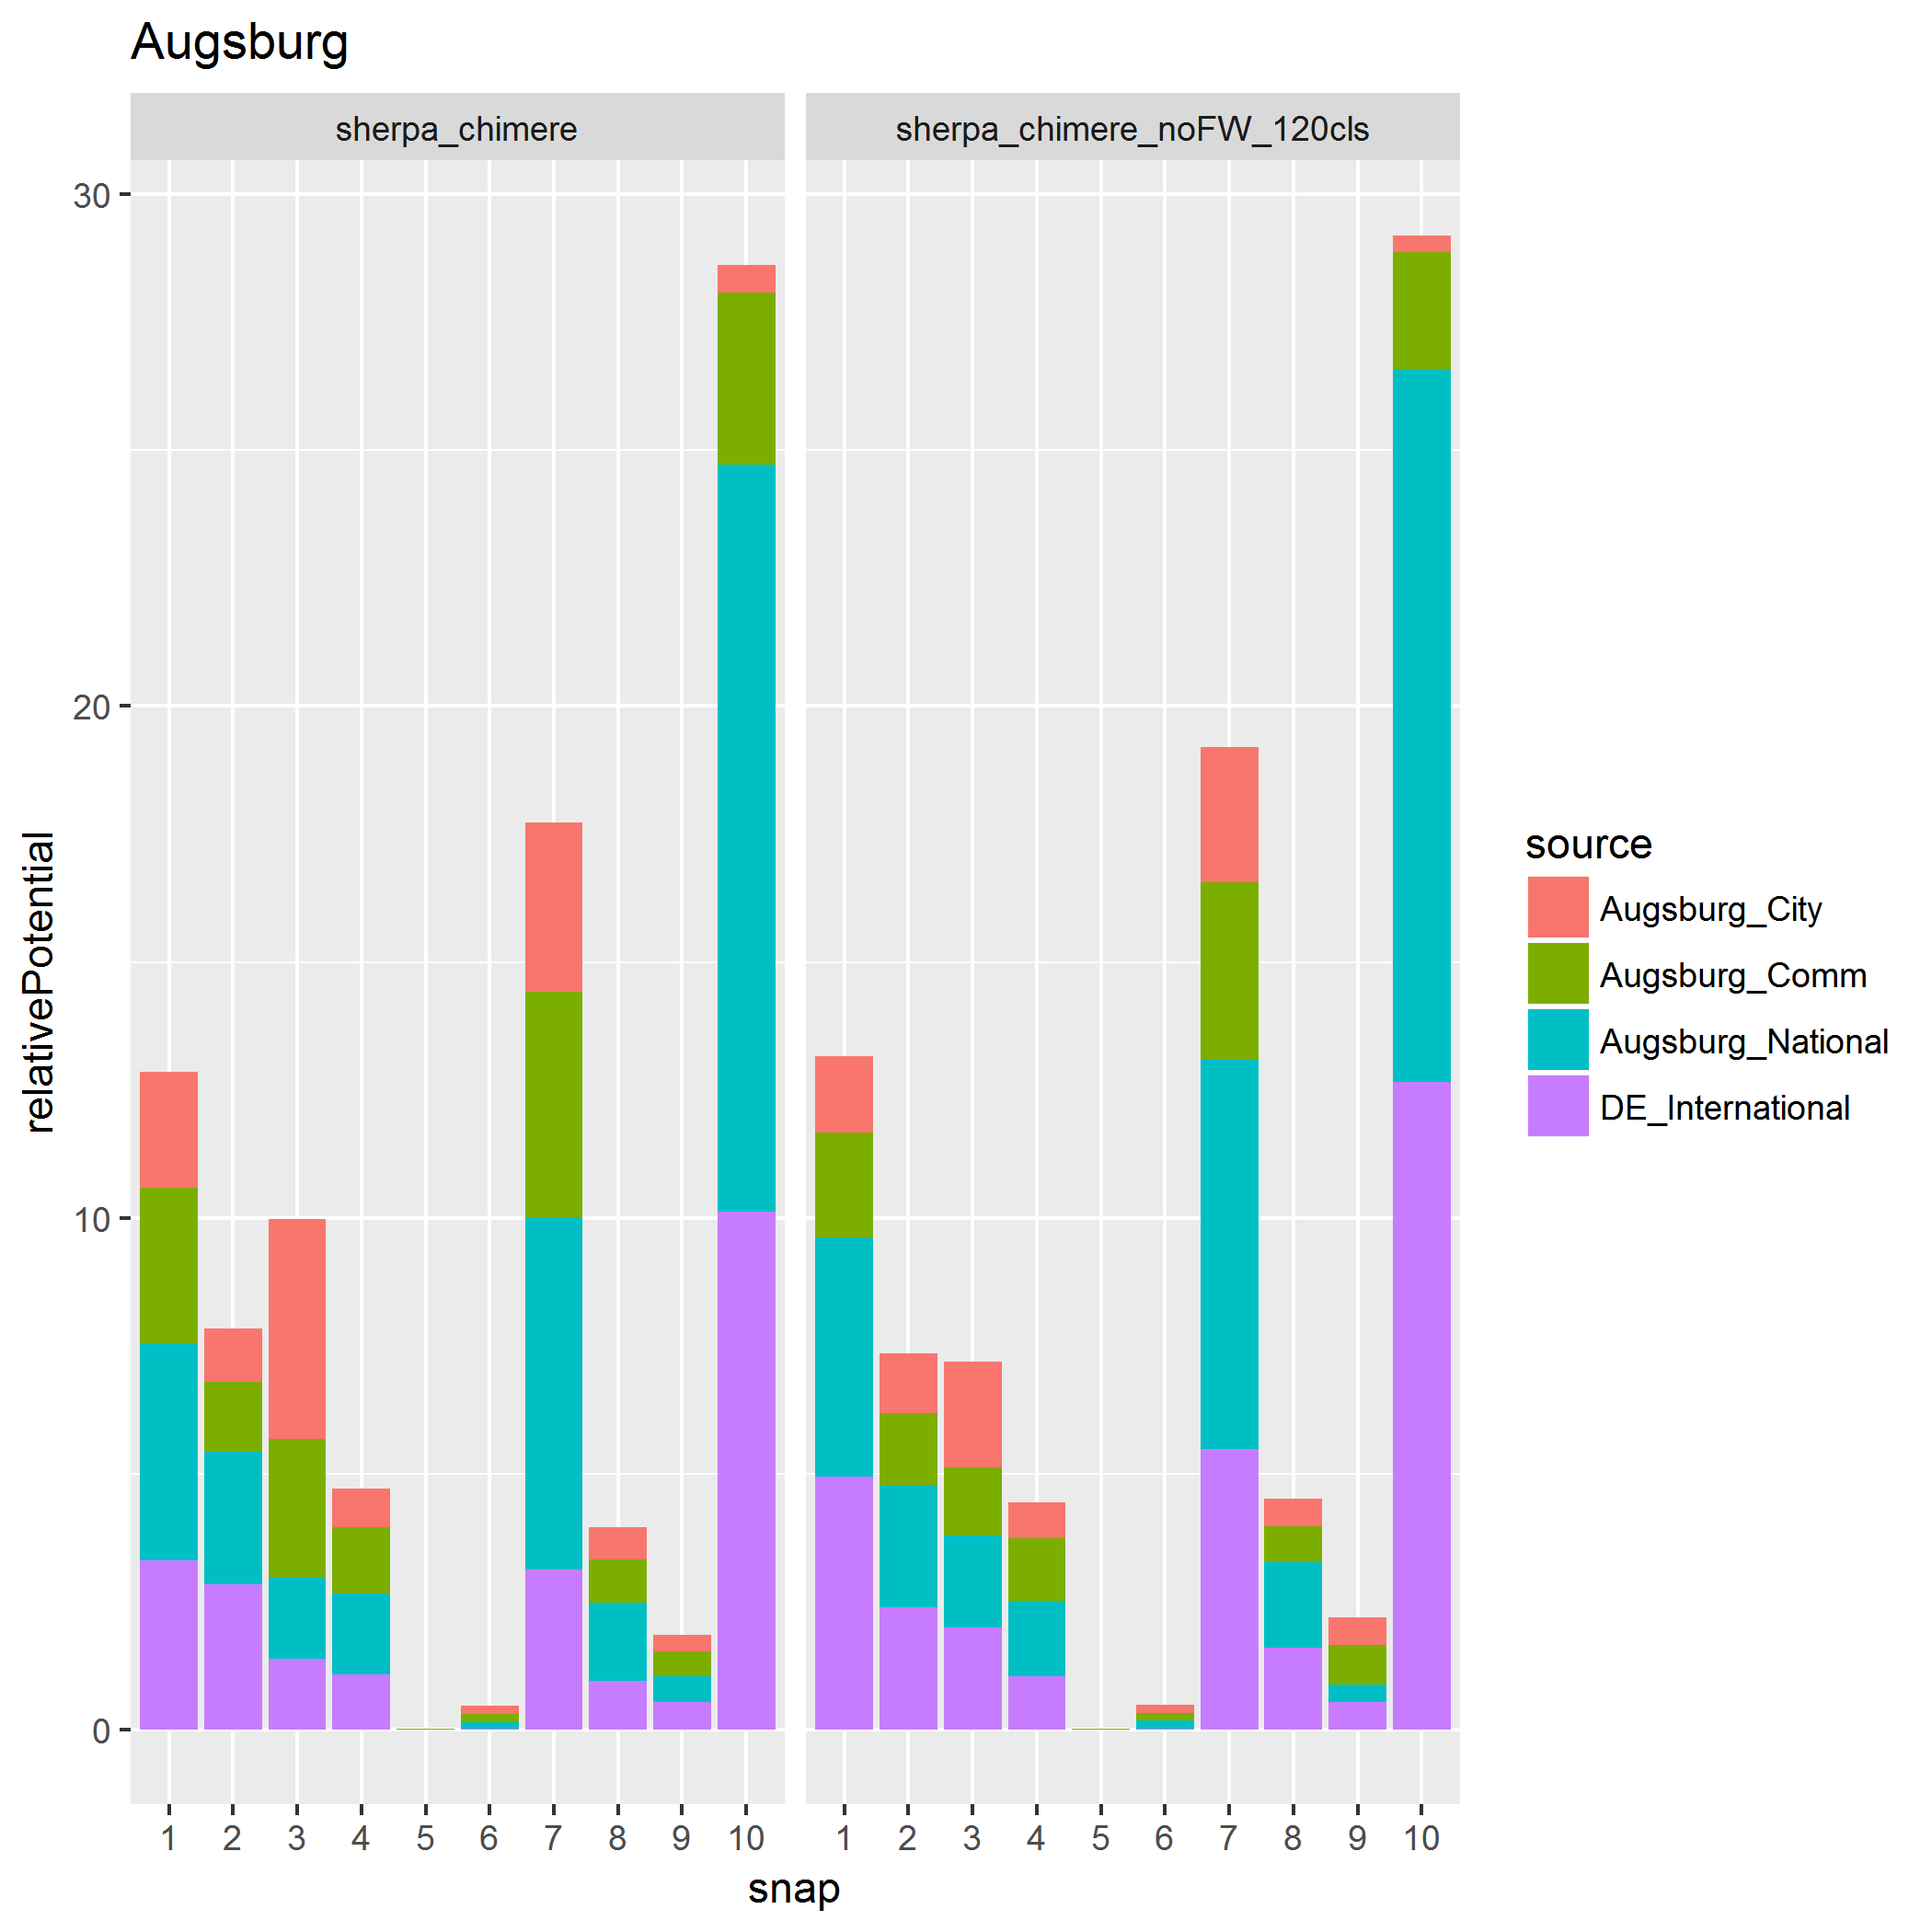 Augsburg
sherpa_chimere
sherpa_chimere_noFW_120cls
30
20
10
0
relativePotential
1 2 3 4 5 6 7 8 9 10
1 2 3 4 5 6 7 8 9 10
snap
source
Augsburg_City
Augsburg_Comm
Augsburg_National
DE_International